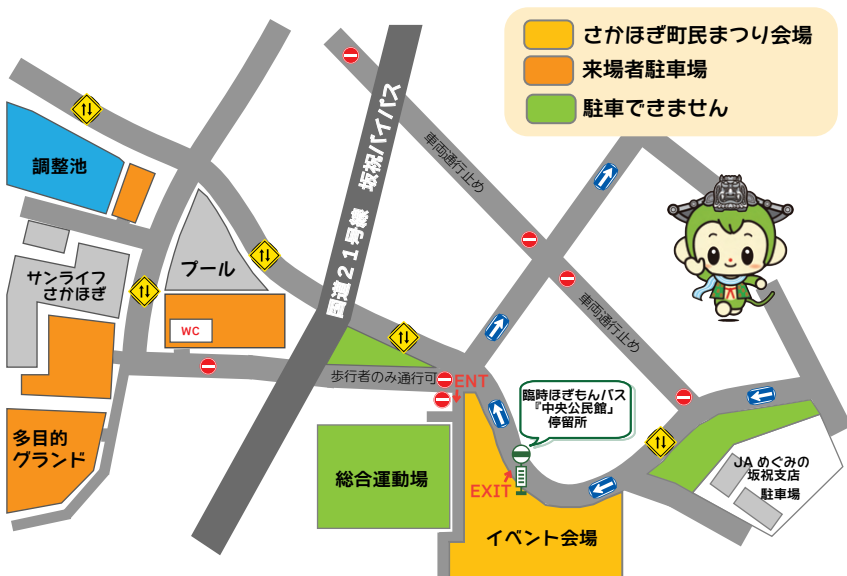 さかほぎ町民まつり会場
来場者駐車場
駐車できません
国道21号線 坂祝バイパス
車両通行止め
調整池
プール
サンライフ
さかほぎ
WC
車両通行止め
歩行者のみ通行可
ENT
臨時ほぎもんバス
『中央公民館』
停留所
多目的
グランド
総合運動場
EXIT
JAめぐみの
坂祝支店
駐車場
イベント会場